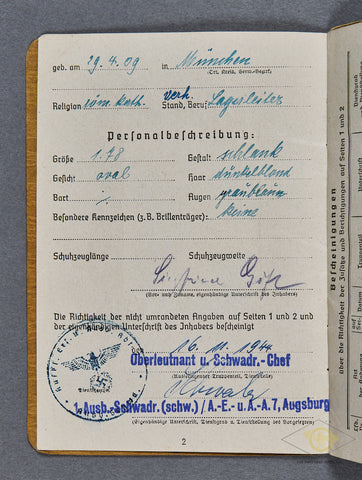 geb. am 29.4.09 in München
(Ort, Kreis, Verw.-Bezirk)
Religion röm. kath. Stand, Beruf verh. Lagerleiter
Personalbeschreibung:
Größe 1.78 Gestalt schlank
Gesicht oval Haar dunkelblond
Bart ./. Augen graublau
Besondere Kennzeichen (z.B. Brillenträger): keine
Schuhzeuglänge Schuhzeugweite
(Vor- und Zuname, eigenhändige Unterschrift des Inhabers)
Die Richtigkeit der nicht umrandeten Angaben auf Seiten 1 und 2 und der eigenhändigen Unterschrift des Inhabers bescheinigt
16.11.1944
Oberleutnant u. Schwadr.-Chef
1. Ausb.-Schwadr. (schw.) / A.-E.- u. A.-A. 7, Augsburg
(Eigenhändige Unterschrift, Dienstgrad u. Dienststellung des Vorgesetzten)
2
Bescheinigungen
über die Richtigkeit der Zusätze und Berichtigungen auf Seiten 1 und 2